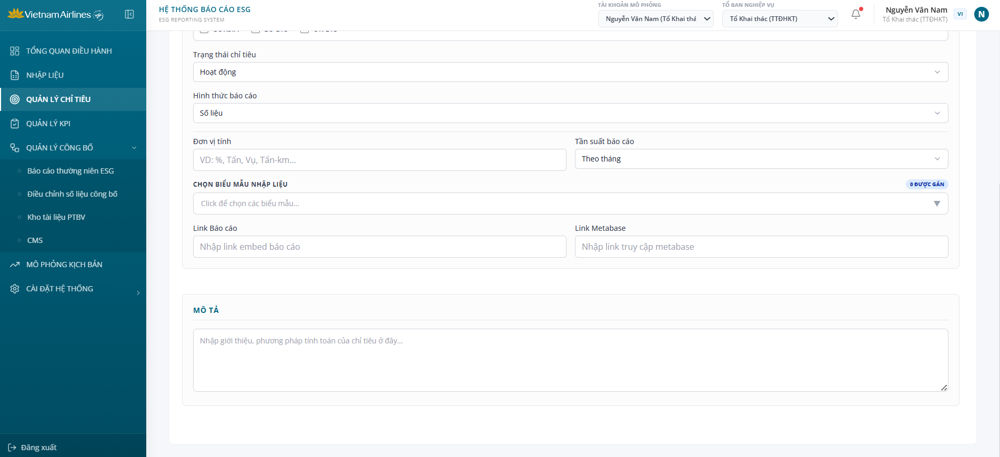 VietnamAirlines
HỆ THỐNG BÁO CÁO ESG
ESG REPORTING SYSTEM
TÀI KHOẢN MÔ PHỎNG
Nguyễn Văn Nam (Tổ Khai thá
TỔ BAN NGHIỆP VỤ
Tổ Khai thác (TTĐHKT)
Nguyễn Văn Nam
Tổ Khai thác (TTĐHKT)
VI
N
TỔNG QUAN ĐIỀU HÀNH
NHẬP LIỆU
QUẢN LÝ CHỈ TIÊU
QUẢN LÝ KPI
QUẢN LÝ CÔNG BỐ
Báo cáo thường niên ESG
Điều chỉnh số liệu công bố
Kho tài liệu PTBV
CMS
MÔ PHỎNG KỊCH BẢN
CÀI ĐẶT HỆ THỐNG
Đăng xuất
Trạng thái chỉ tiêu
Hoạt động
Hình thức báo cáo
Số liệu
Đơn vị tính
VD: %, Tấn, Vụ, Tấn-km...
Tần suất báo cáo
Theo tháng
CHỌN BIỂU MẪU NHẬP LIỆU
0 ĐƯỢC GÁN
Click để chọn các biểu mẫu...
Link Báo cáo
Nhập link embed báo cáo
Link Metabase
Nhập link truy cập metabase
MÔ TẢ
Nhập giới thiệu, phương pháp tính toán của chỉ tiêu ở đây...